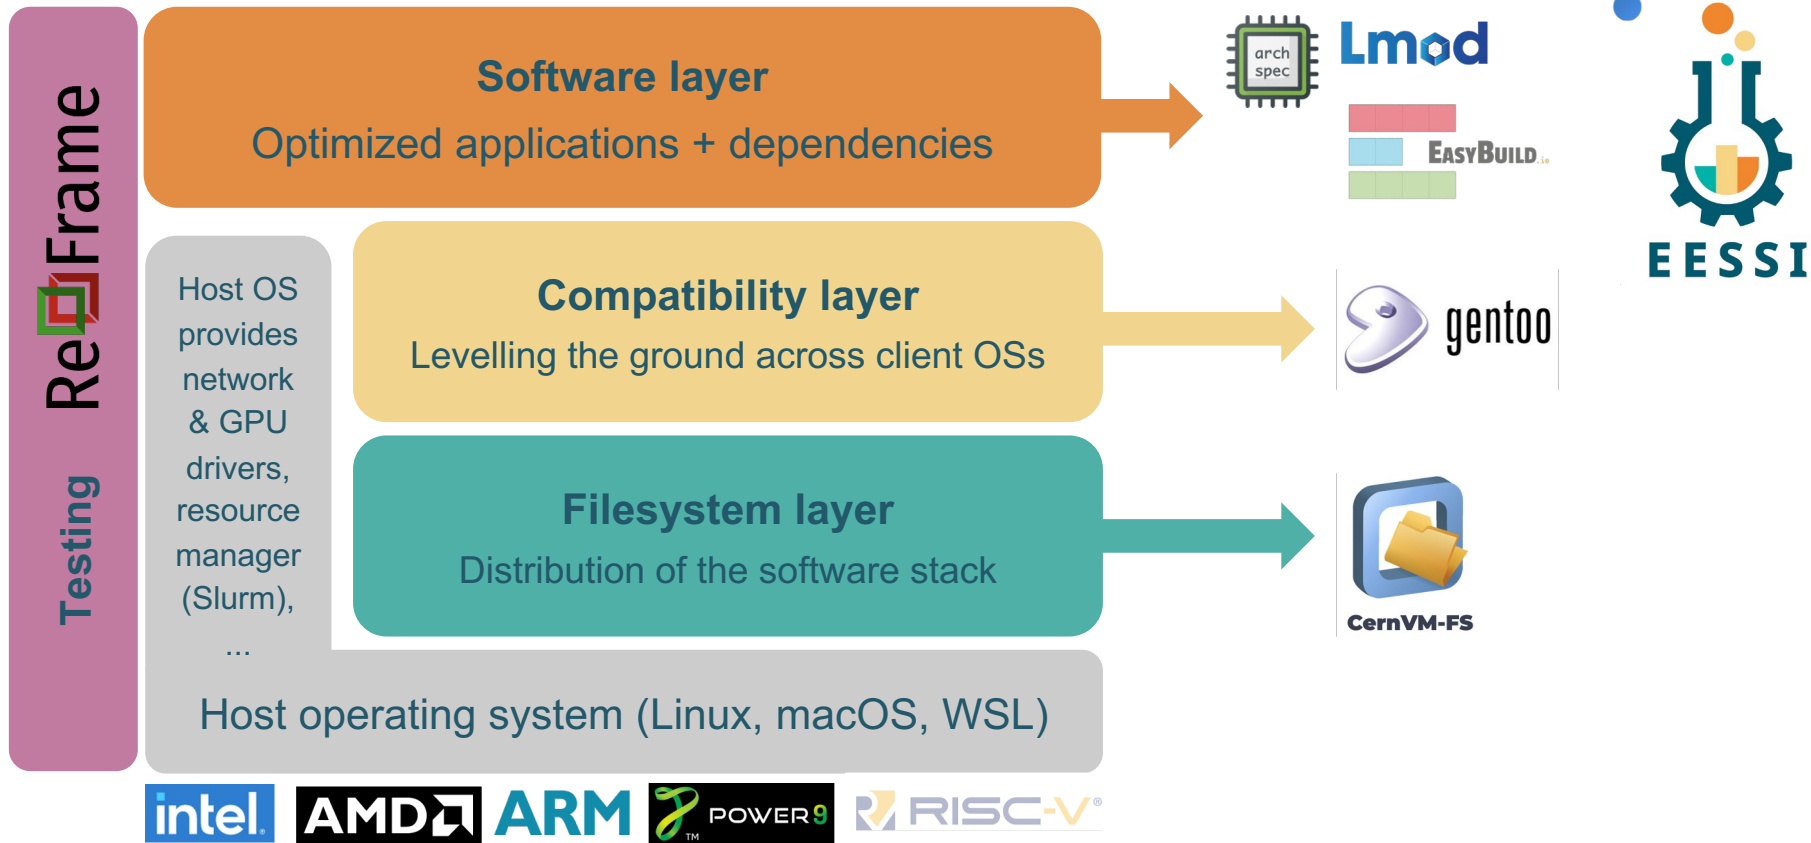 ReFrame
Testing
Software layer
Optimized applications + dependencies
Host OS
provides
network
& GPU
drivers,
resource
manager
(Slurm),
...
Compatibility layer
Levelling the ground across client OSs
Filesystem layer
Distribution of the software stack
Host operating system (Linux, macOS, WSL)
arch
spec
Lmod
EASYBUILD.io
EESSI
gentoo
CernVM-FS
intel.
AMD
ARM
POWER9
TM
RISC-V®